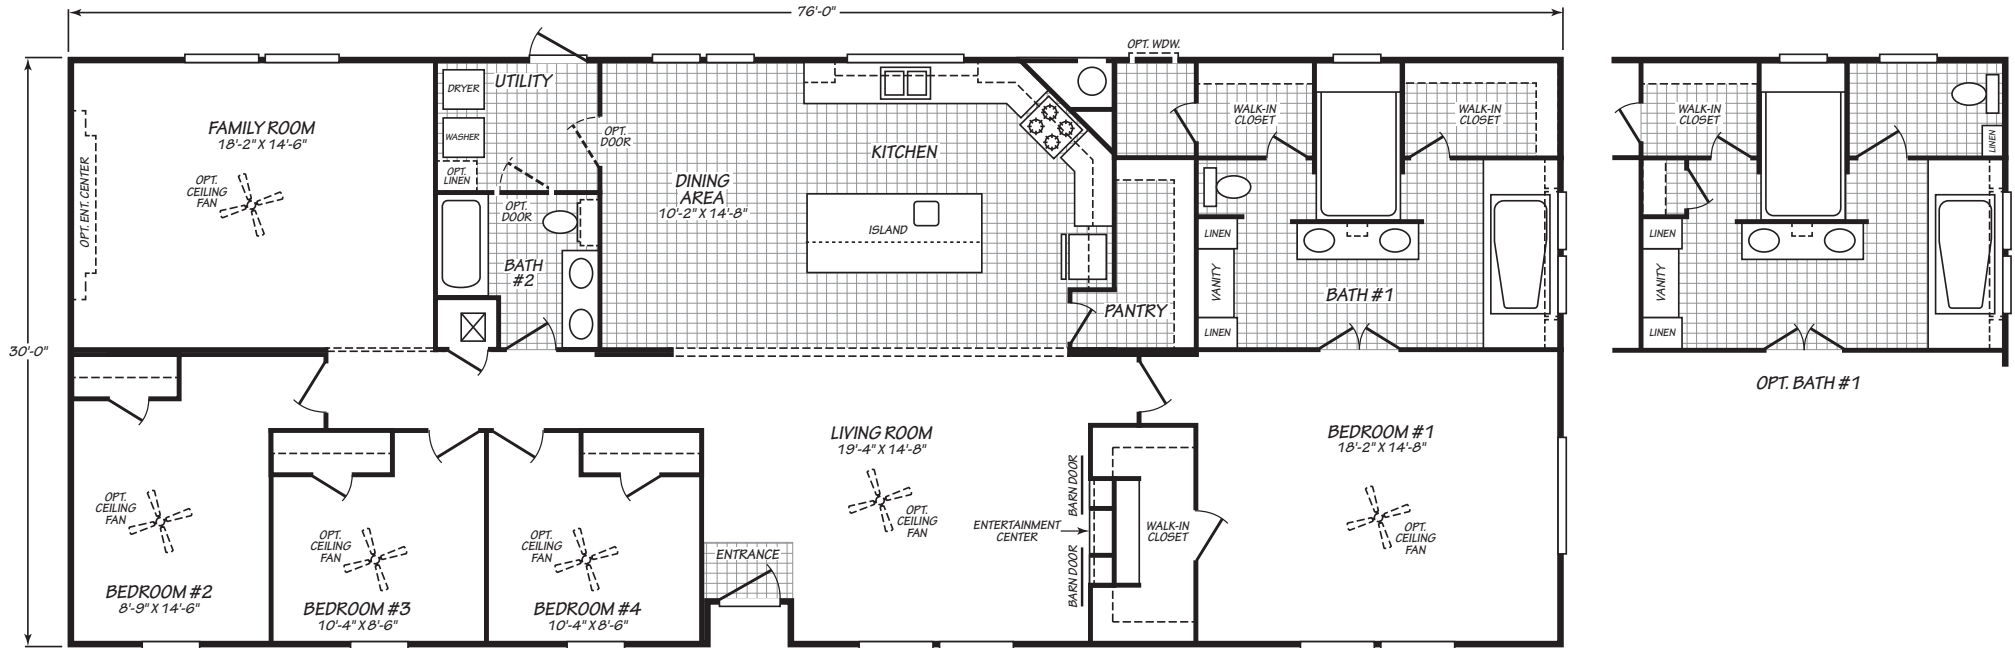 76'-0"
30'-0"
FAMILY ROOM
18'-2" X 14'-6"
OPT.
CEILING
FAN
OPT. ENT. CENTER
UTILITY
DRYER
WASHER
OPT.
LINEN
OPT.
DOOR
OPT.
DOOR
BATH
#2
DINING
AREA
10'-2" X 14'-8"
KITCHEN
ISLAND
PANTRY
OPT. WDW.
WALK-IN
CLOSET
WALK-IN
CLOSET
LINEN
VANITY
LINEN
BATH #1
WALK-IN
CLOSET
LINEN
LINEN
VANITY
LINEN
OPT. BATH #1
BEDROOM #2
8'-9" X 14'-6"
OPT.
CEILING
FAN
BEDROOM #3
10'-4" X 8'-6"
OPT.
CEILING
FAN
BEDROOM #4
10'-4" X 8'-6"
OPT.
CEILING
FAN
ENTRANCE
LIVING ROOM
19'-4" X 14'-8"
OPT.
CEILING
FAN
ENTERTAINMENT
CENTER
BARN DOOR
BARN DOOR
WALK-IN
CLOSET
BEDROOM #1
18'-2" X 14'-8"
OPT.
CEILING
FAN